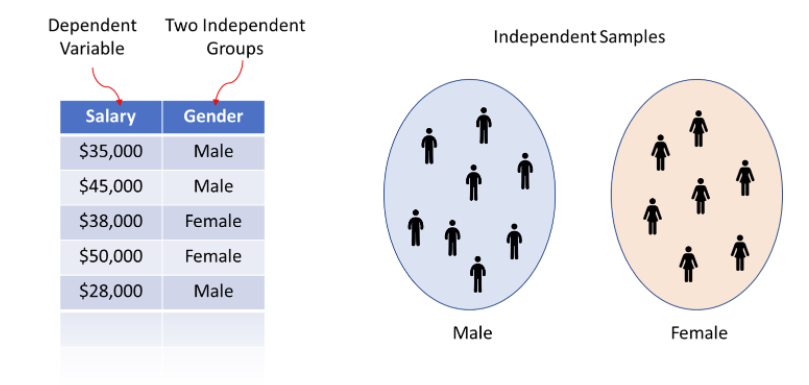 Dependent
Variable
Two Independent
Groups
Independent Samples
Salary Gender
$35,000 Male
$45,000 Male
$38,000 Female
$50,000 Female
$28,000 Male
Male
Female